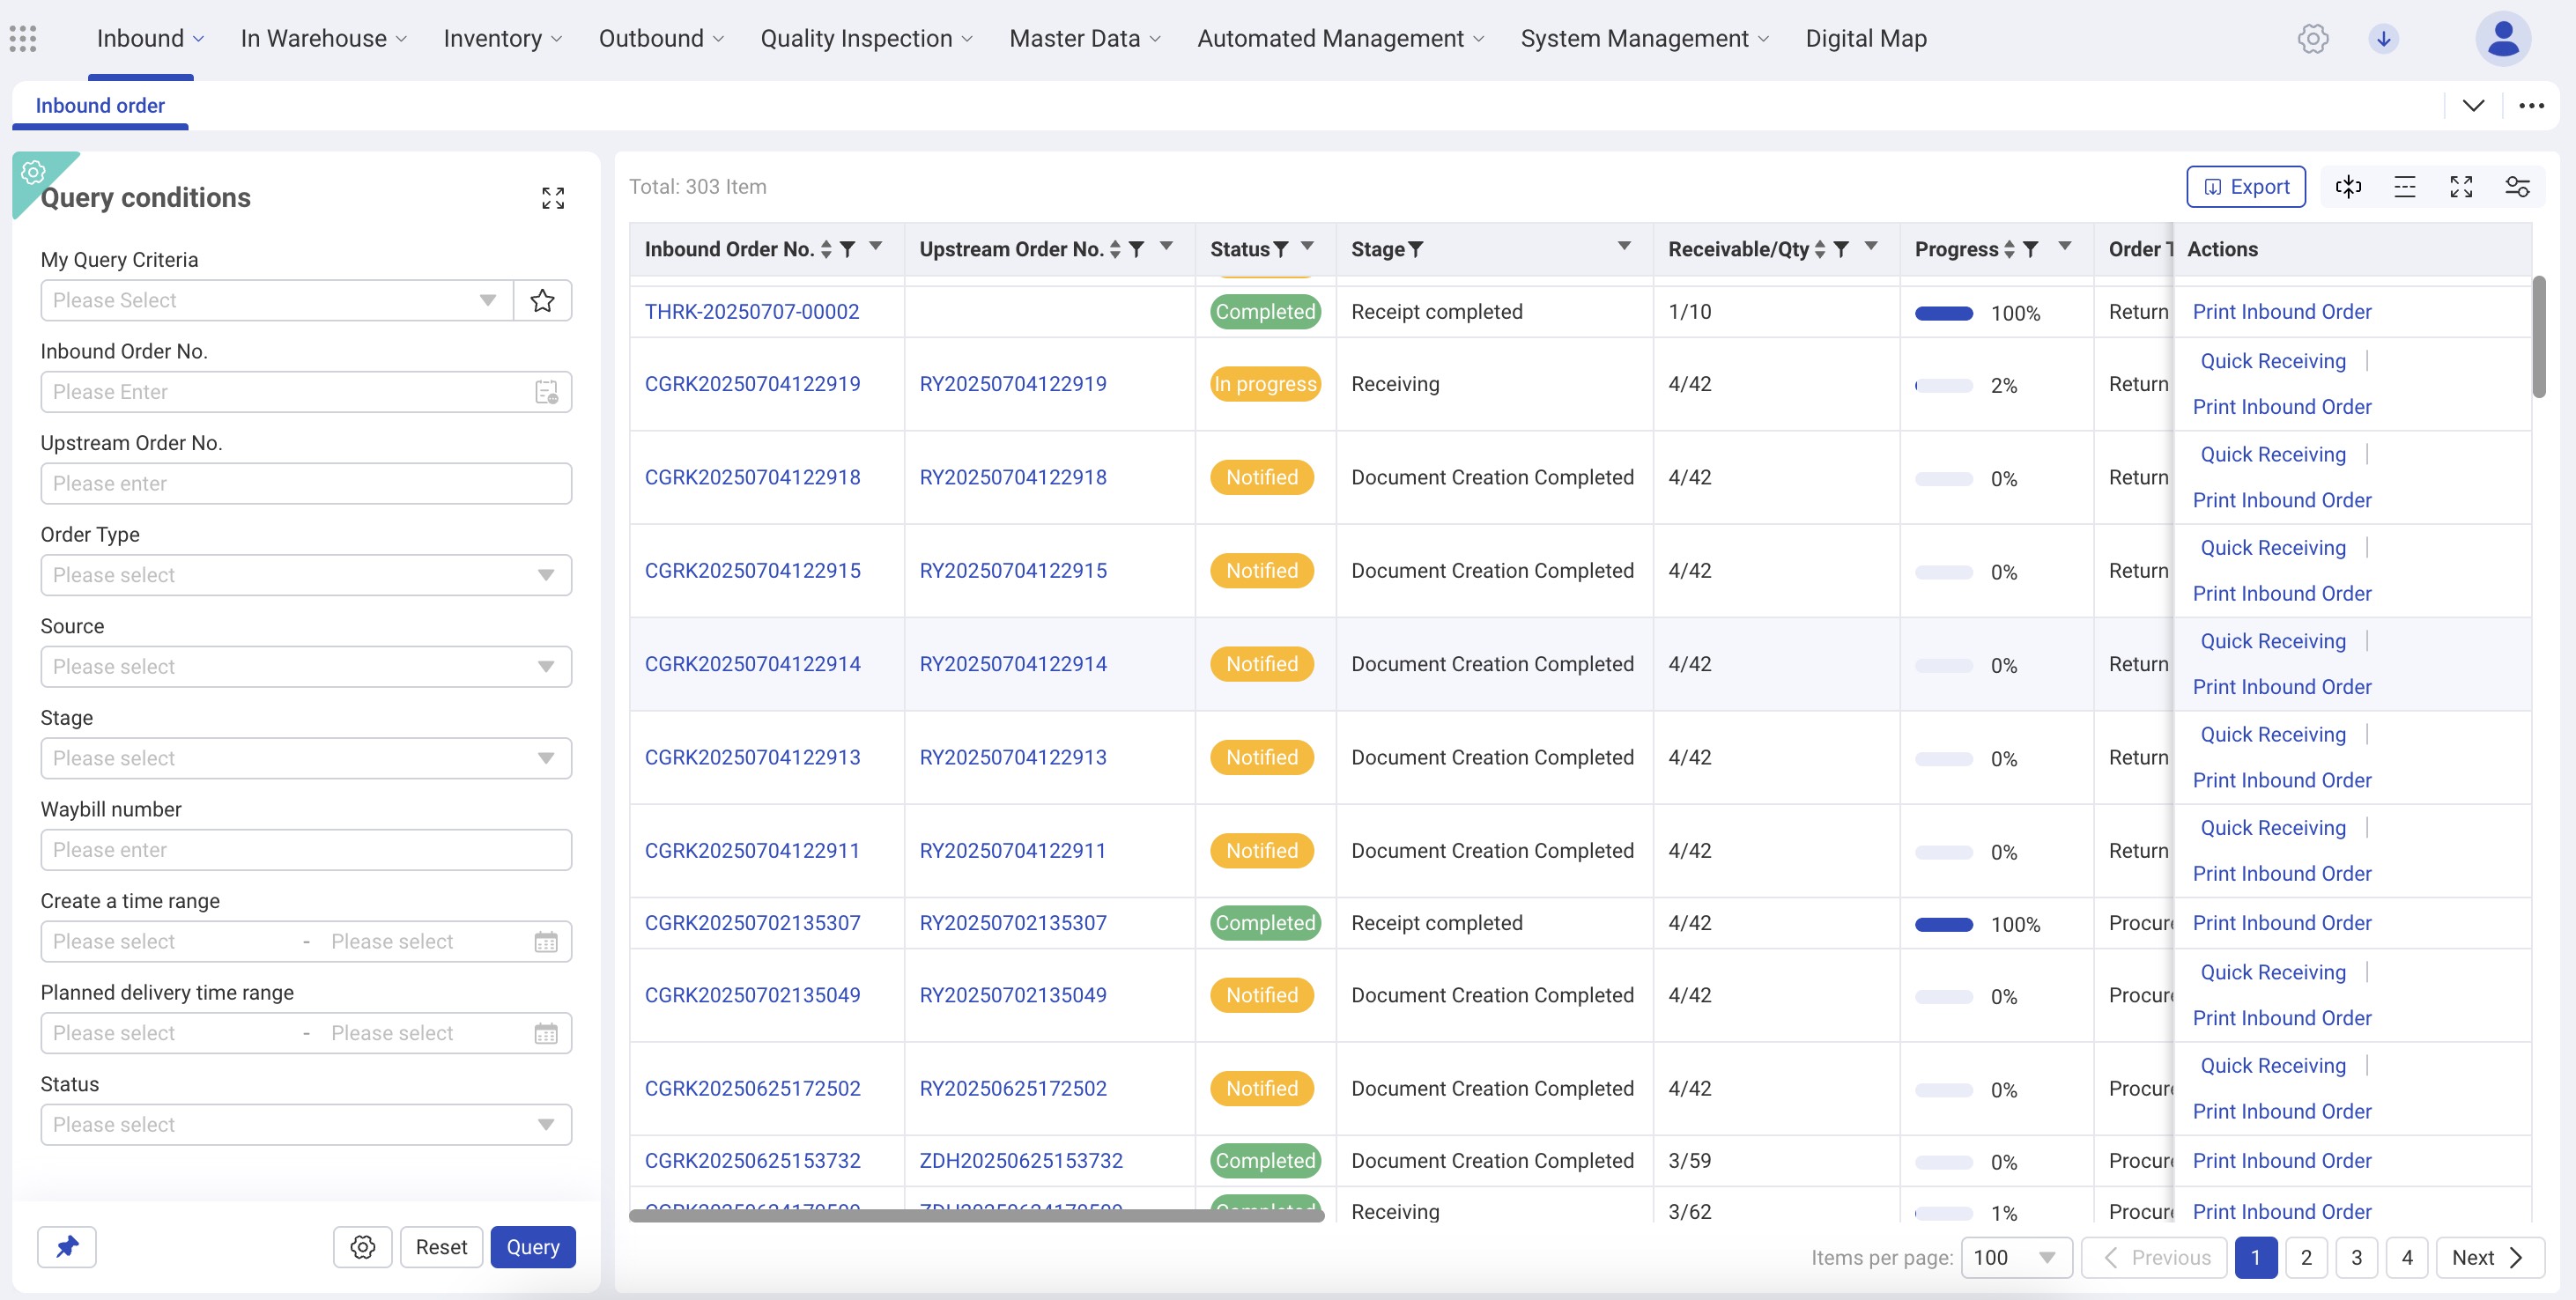 Inbound In Warehouse Inventory Outbound Quality Inspection Master Data Automated Management System Management Digital Map
Inbound order
Query conditions
My Query Criteria
Please Select
Inbound Order No.
Please Enter
Upstream Order No.
Please enter
Order Type
Please select
Source
Please select
Stage
Please select
Waybill number
Please enter
Create a time range
Please select - Please select
Planned delivery time range
Please select - Please select
Status
Please select
Reset Query
Total: 303 Item
Export
Inbound Order No. Upstream Order No. Status Stage Receivable/Qty Progress Order T Actions
THRK-20250707-00002 Completed Receipt completed 1/10 100% Return Print Inbound Order
CGRK20250704122919 RY20250704122919 In progress Receiving 4/42 2% Return Quick Receiving |
Print Inbound Order
CGRK20250704122918 RY20250704122918 Notified Document Creation Completed 4/42 0% Return Quick Receiving |
Print Inbound Order
CGRK20250704122915 RY20250704122915 Notified Document Creation Completed 4/42 0% Return Quick Receiving |
Print Inbound Order
CGRK20250704122914 RY20250704122914 Notified Document Creation Completed 4/42 0% Return Quick Receiving |
Print Inbound Order
CGRK20250704122913 RY20250704122913 Notified Document Creation Completed 4/42 0% Return Quick Receiving |
Print Inbound Order
CGRK20250704122911 RY20250704122911 Notified Document Creation Completed 4/42 0% Return Quick Receiving |
Print Inbound Order
CGRK20250702135307 RY20250702135307 Completed Receipt completed 4/42 100% Procure Print Inbound Order
CGRK20250702135049 RY20250702135049 Notified Document Creation Completed 4/42 0% Procure Quick Receiving |
Print Inbound Order
CGRK20250625172502 RY20250625172502 Notified Document Creation Completed 4/42 0% Procure Quick Receiving |
Print Inbound Order
CGRK20250625153732 ZDH20250625153732 Completed Document Creation Completed 3/59 0% Procure Print Inbound Order
Completed Receiving 3/62 1% Procure Print Inbound Order
Items per page: 100 Previous 1 2 3 4 Next